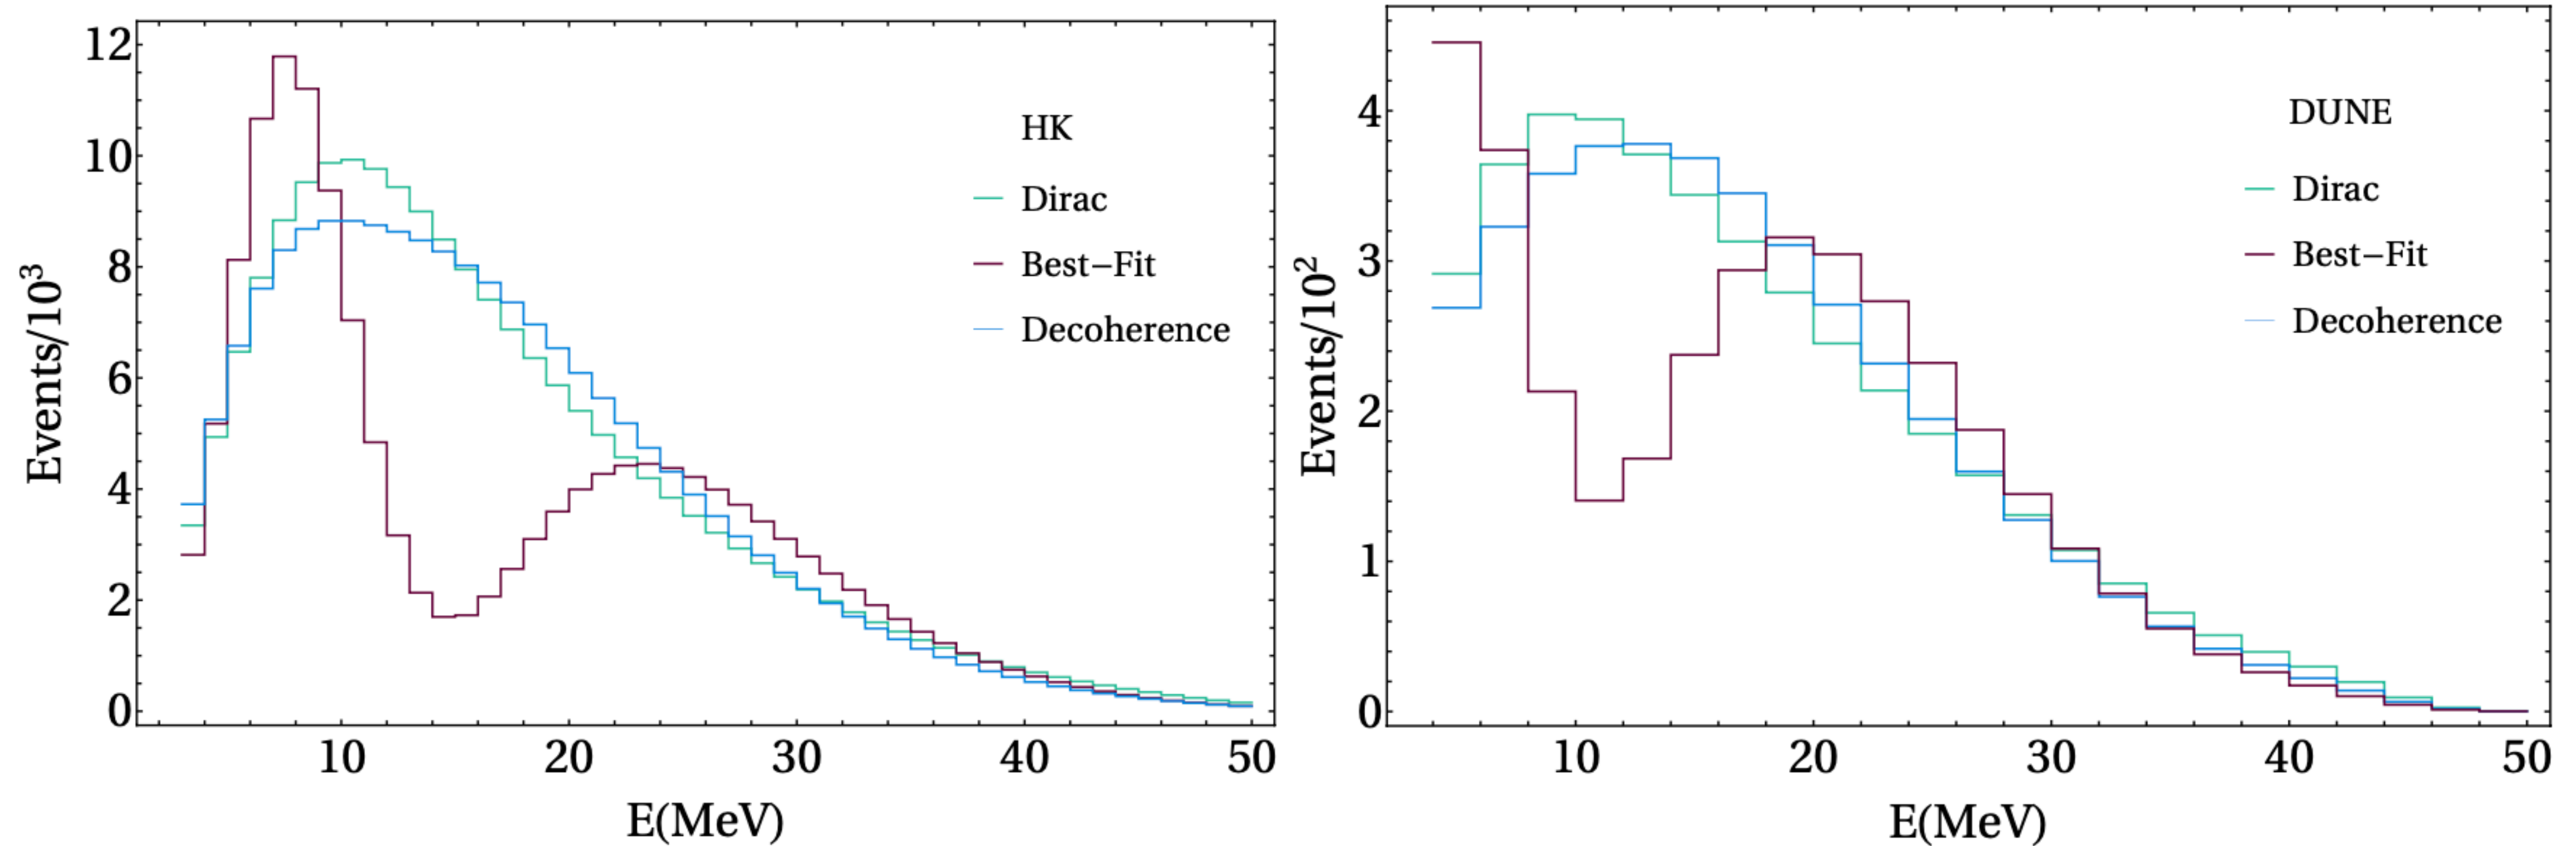 12
10
8
6
4
2
0
Events/10³
HK
Dirac
Best–Fit
Decoherence
10 20 30 40 50
E(MeV)
4
3
2
1
0
Events/10²
DUNE
Dirac
Best–Fit
Decoherence
10 20 30 40 50
E(MeV)